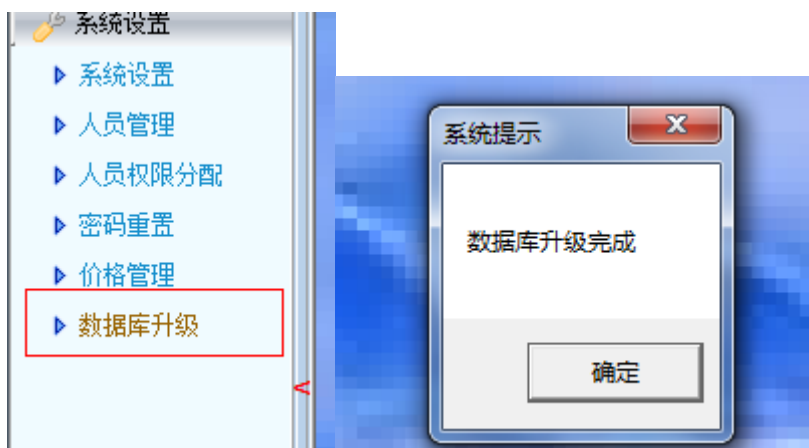 系统设置
系统设置
人员管理
人员权限分配
密码重置
价格管理
数据库升级
<
系统提示
数据库升级完成
确定